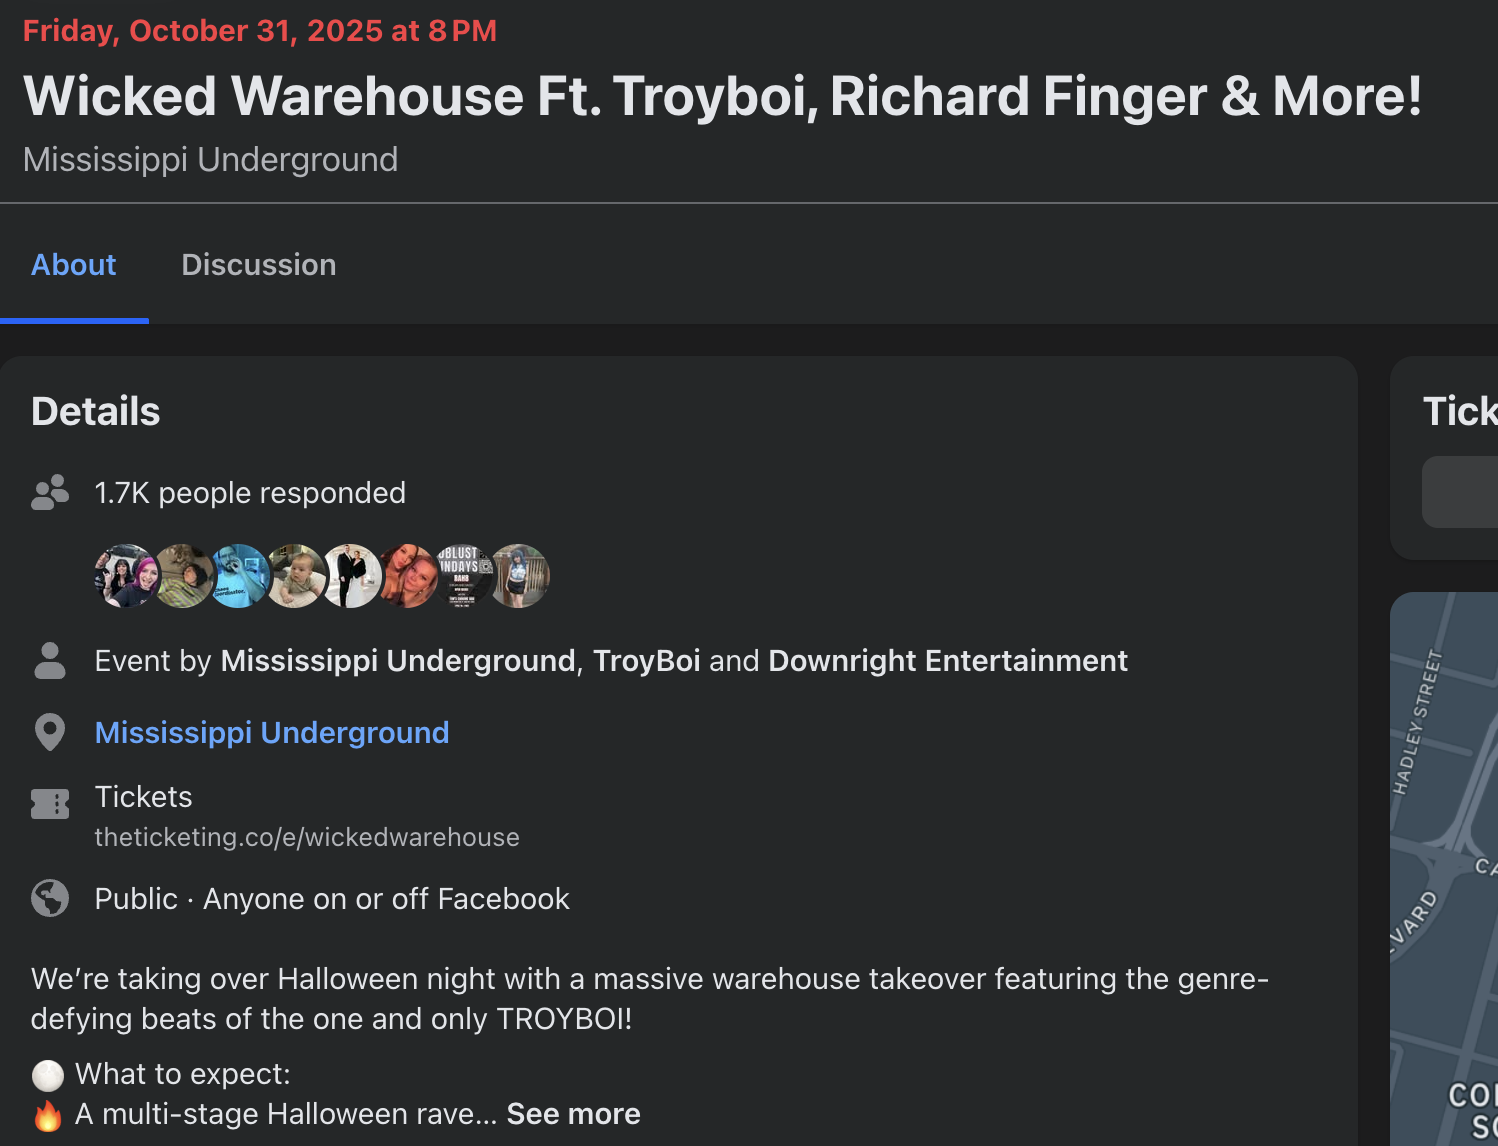 Friday, October 31, 2025 at 8 PM
Wicked Warehouse Ft. Troyboi, Richard Finger & More!
Mississippi Underground
About
Discussion
Details
1.7K people responded
Event by Mississippi Underground, TroyBoi and Downright Entertainment
Mississippi Underground
Tickets
theticketing.co/e/wickedwarehouse
Public · Anyone on or off Facebook
We’re taking over Halloween night with a massive warehouse takeover featuring the genre-
defying beats of the one and only TROYBOI!
🌕 What to expect:
🔥 A multi-stage Halloween rave... See more
Tick
HADLEY STREET
CA
VARD